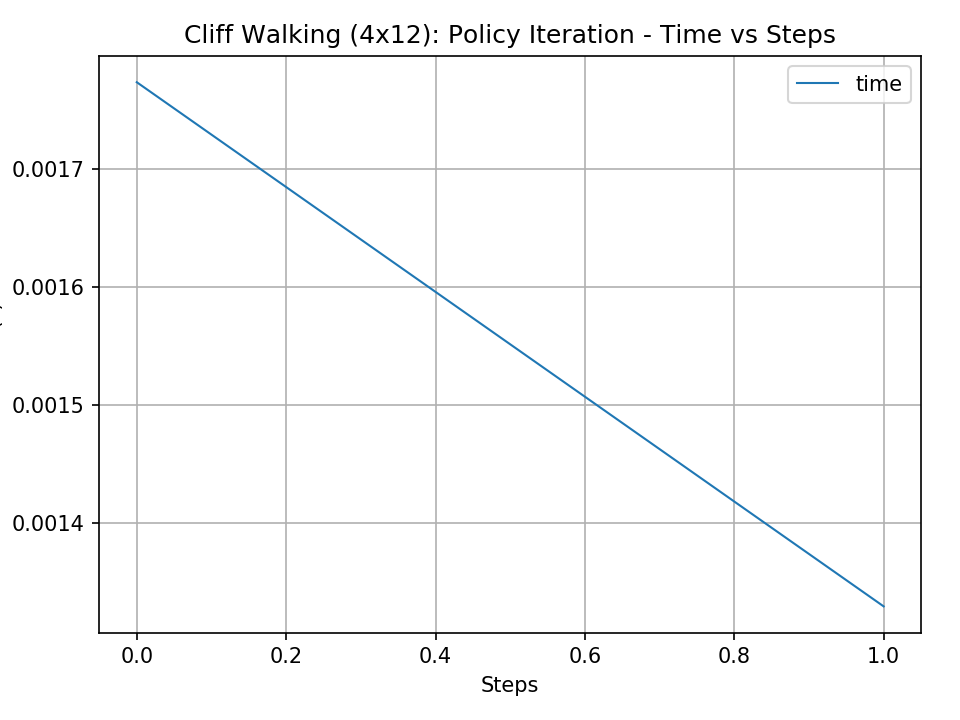 Cliff Walking (4x12): Policy Iteration - Time vs Steps
time
0.0017
0.0016
0.0015
0.0014
0.0 0.2 0.4 0.6 0.8 1.0
Steps